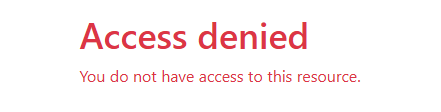 Access denied
You do not have access to this resource.